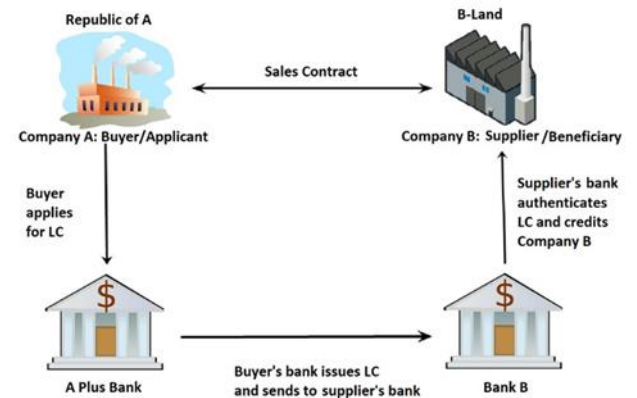 Republic of A
B-Land
Sales Contract
Company A: Buyer/Applicant
Company B: Supplier/Beneficiary
Buyer
applies
for LC
Supplier's bank
authenticates
LC and credits
Company B
$
$
A Plus Bank
Buyer's bank issues LC
and sends to supplier's bank
Bank B